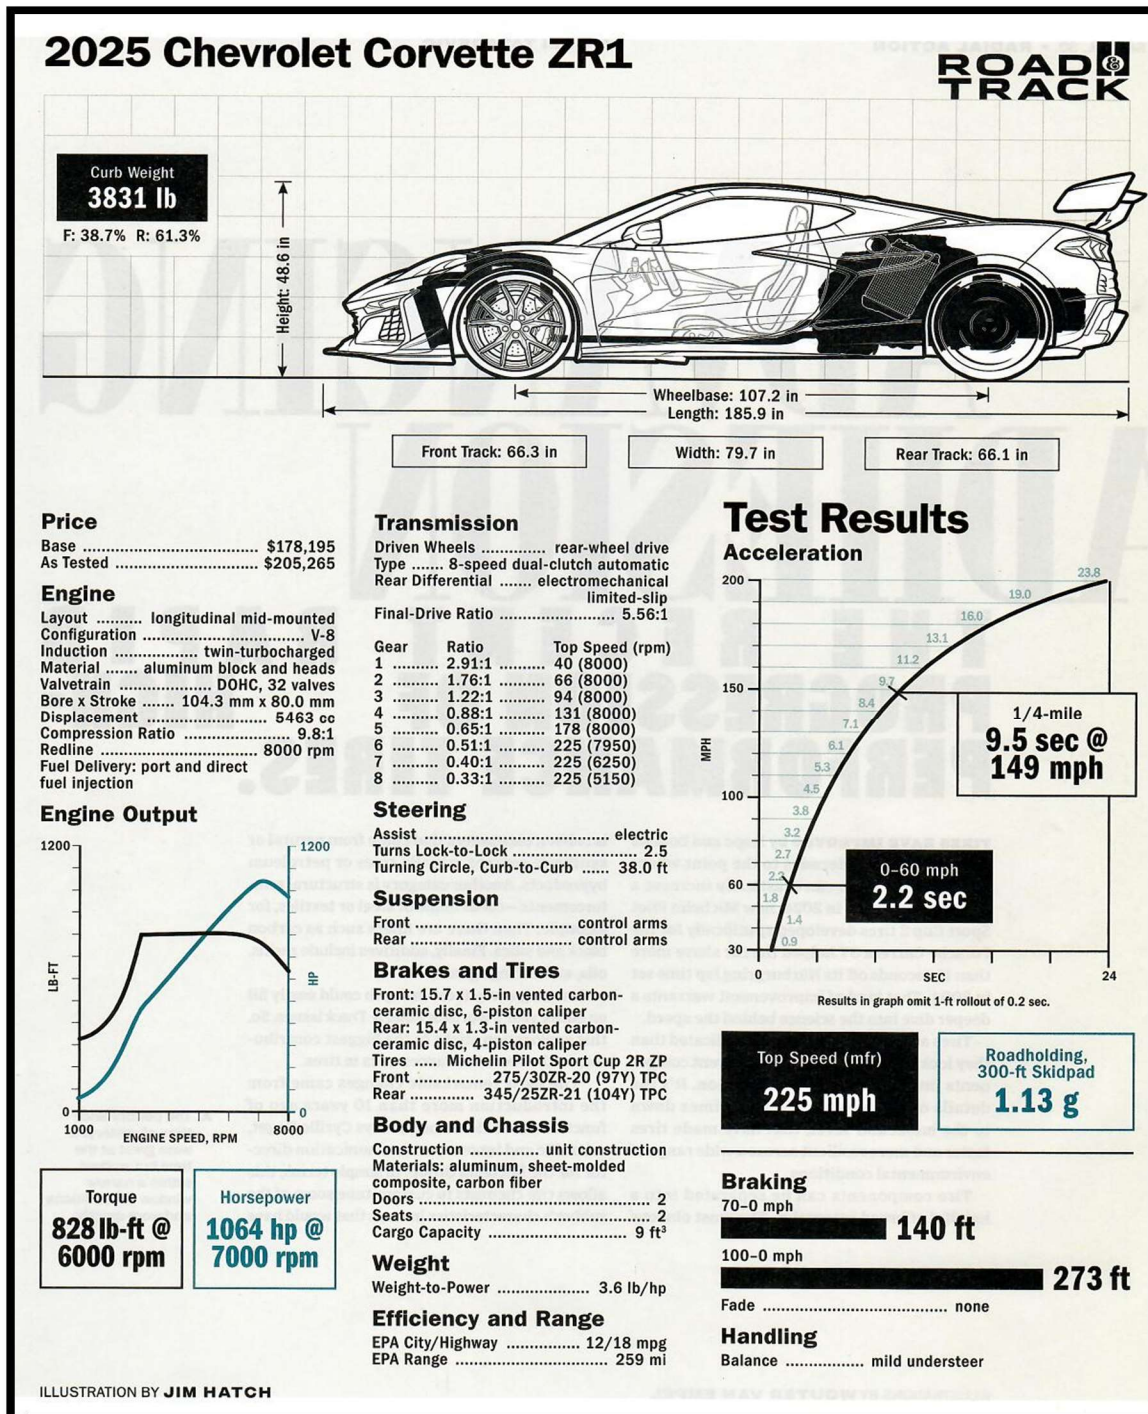 2025 Chevrolet Corvette ZR1
ROAD &
TRACK
Curb Weight
3831 lb
F: 38.7% R: 61.3%
Height: 48.6 in
Wheelbase: 107.2 in
Length: 185.9 in
Front Track: 66.3 in
Width: 79.7 in
Rear Track: 66.1 in
Price
Base ................................... $178,195
As Tested ............................ $205,265
Engine
Layout .......... longitudinal mid-mounted
Configuration ................................ V-8
Induction ..................... twin-turbocharged
Material ...... aluminum block and heads
Valvetrain .................. DOHC, 32 valves
Bore x Stroke ....... 104.3 mm x 80.0 mm
Displacement ........................ 5463 cc
Compression Ratio ..................... 9.8:1
Redline ................................ 8000 rpm
Fuel Delivery: port and direct
fuel injection
Engine Output
1200
1200
LB-FT
HP
0
0
1000
ENGINE SPEED, RPM
8000
Torque
828 lb-ft @
6000 rpm
Horsepower
1064 hp @
7000 rpm
ILLUSTRATION BY JIM HATCH
Transmission
Driven Wheels ............. rear-wheel drive
Type ....... 8-speed dual-clutch automatic
Rear Differential ....... electromechanical
limited-slip
Final-Drive Ratio ....................... 5.56:1
Gear Ratio Top Speed (rpm)
1 ......... 2.91:1 ......... 40 (8000)
2 ......... 1.76:1 ......... 66 (8000)
3 ......... 1.22:1 ......... 94 (8000)
4 ......... 0.88:1 ......... 131 (8000)
5 ......... 0.65:1 ......... 178 (8000)
6 ......... 0.51:1 ......... 225 (7950)
7 ......... 0.40:1 ......... 225 (6250)
8 ......... 0.33:1 ......... 225 (5150)
Steering
Assist ..................................... electric
Turns Lock-to-Lock .......................... 2.5
Turning Circle, Curb-to-Curb ...... 38.0 ft
Suspension
Front ............................... control arms
Rear ................................ control arms
Brakes and Tires
Front: 15.7 x 1.5-in vented carbon-
ceramic disc, 6-piston caliper
Rear: 15.4 x 1.3-in vented carbon-
ceramic disc, 4-piston caliper
Tires ..... Michelin Pilot Sport Cup 2R ZP
Front .............. 275/30ZR-20 (97Y) TPC
Rear ............. 345/25ZR-21 (104Y) TPC
Body and Chassis
Construction .............. unit construction
Materials: aluminum, sheet-molded
composite, carbon fiber
Doors ............................................ 2
Seats ............................................ 2
Cargo Capacity ............................ 9 ft³
Weight
Weight-to-Power ................... 3.6 lb/hp
Efficiency and Range
EPA City/Highway ............... 12/18 mpg
EPA Range ............................... 259 mi
Test Results
Acceleration
200
150
100
60
30
MPH
23.8
19.0
16.0
13.1
11.2
9.7
8.4
7.1
6.1
5.3
4.5
3.8
3.2
2.7
2.2
1.8
1.4
0.9
1/4-mile
9.5 sec @
149 mph
0–60 mph
2.2 sec
0
SEC
24
Results in graph omit 1-ft rollout of 0.2 sec.
Top Speed (mfr)
225 mph
Roadholding,
300-ft Skidpad
1.13 g
Braking
70–0 mph
140 ft
100–0 mph
273 ft
Fade ..................................... none
Handling
Balance ................ mild understeer